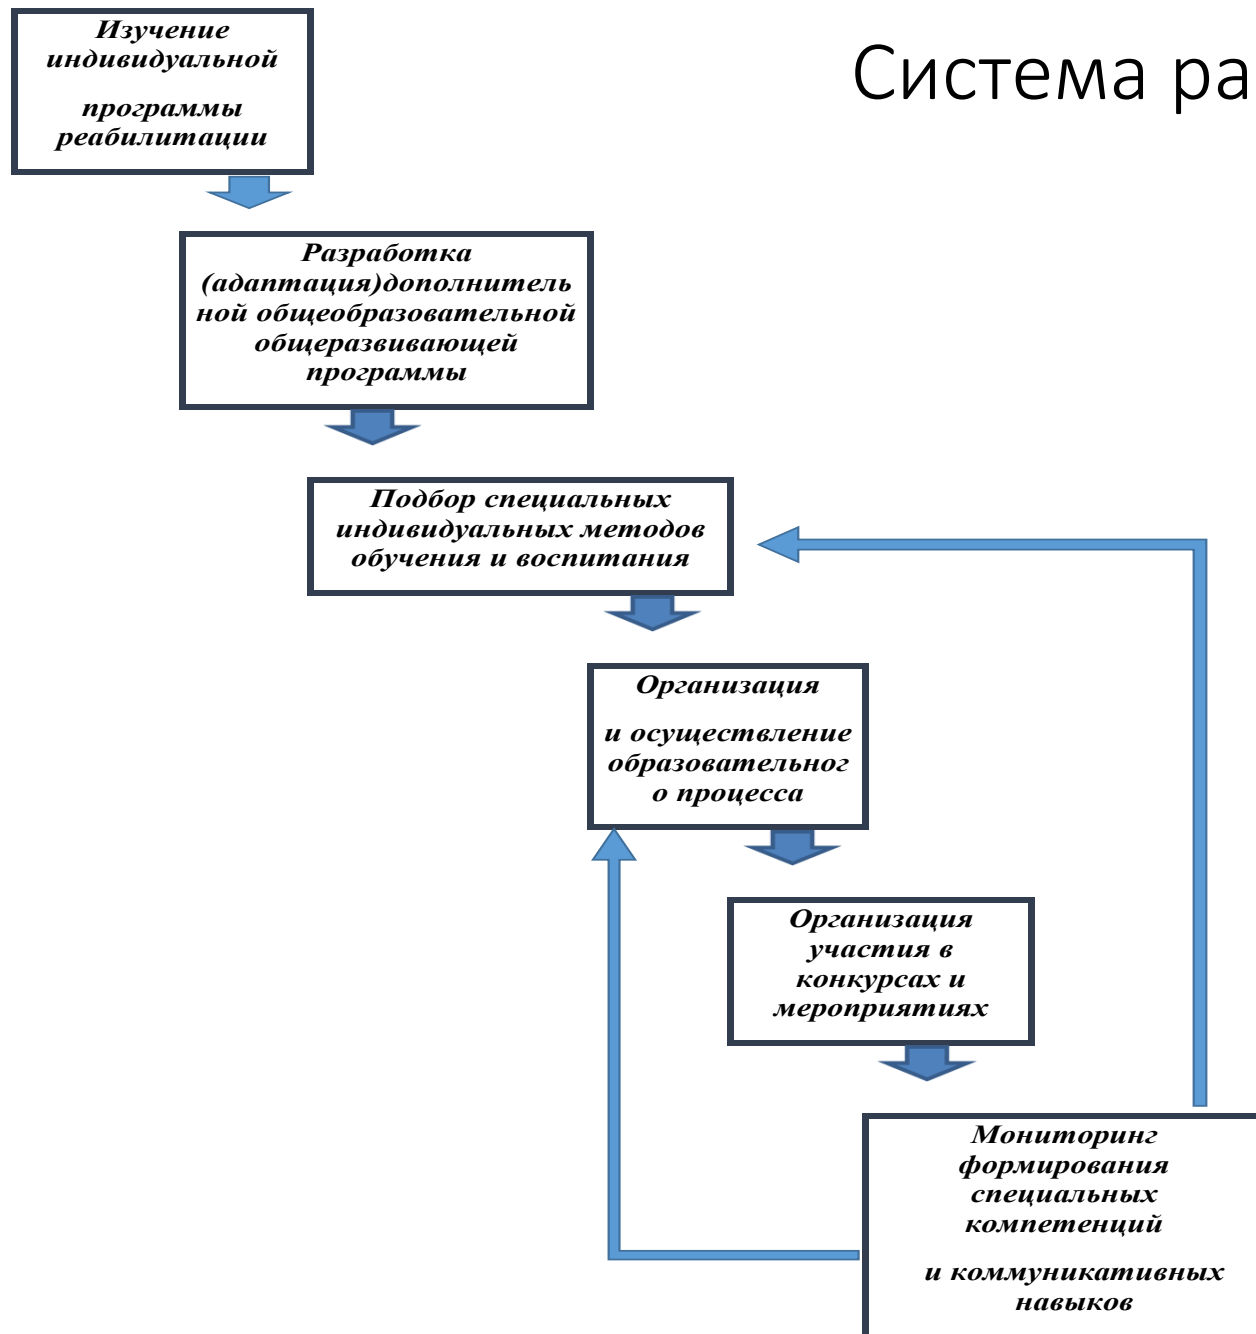 Система ра
Изучение
индивидуальной
программы
реабилитации
Разработка
(адаптация)дополнитель
ной общеобразовательной
общеразвивающей
программы
Подбор специальных
индивидуальных методов
обучения и воспитания
Организация
и осуществление
образовательног
о процесса
Организация
участия в
конкурсах и
мероприятиях
Мониторинг
формирования
специальных
компетенций
и коммуникативных
навыков